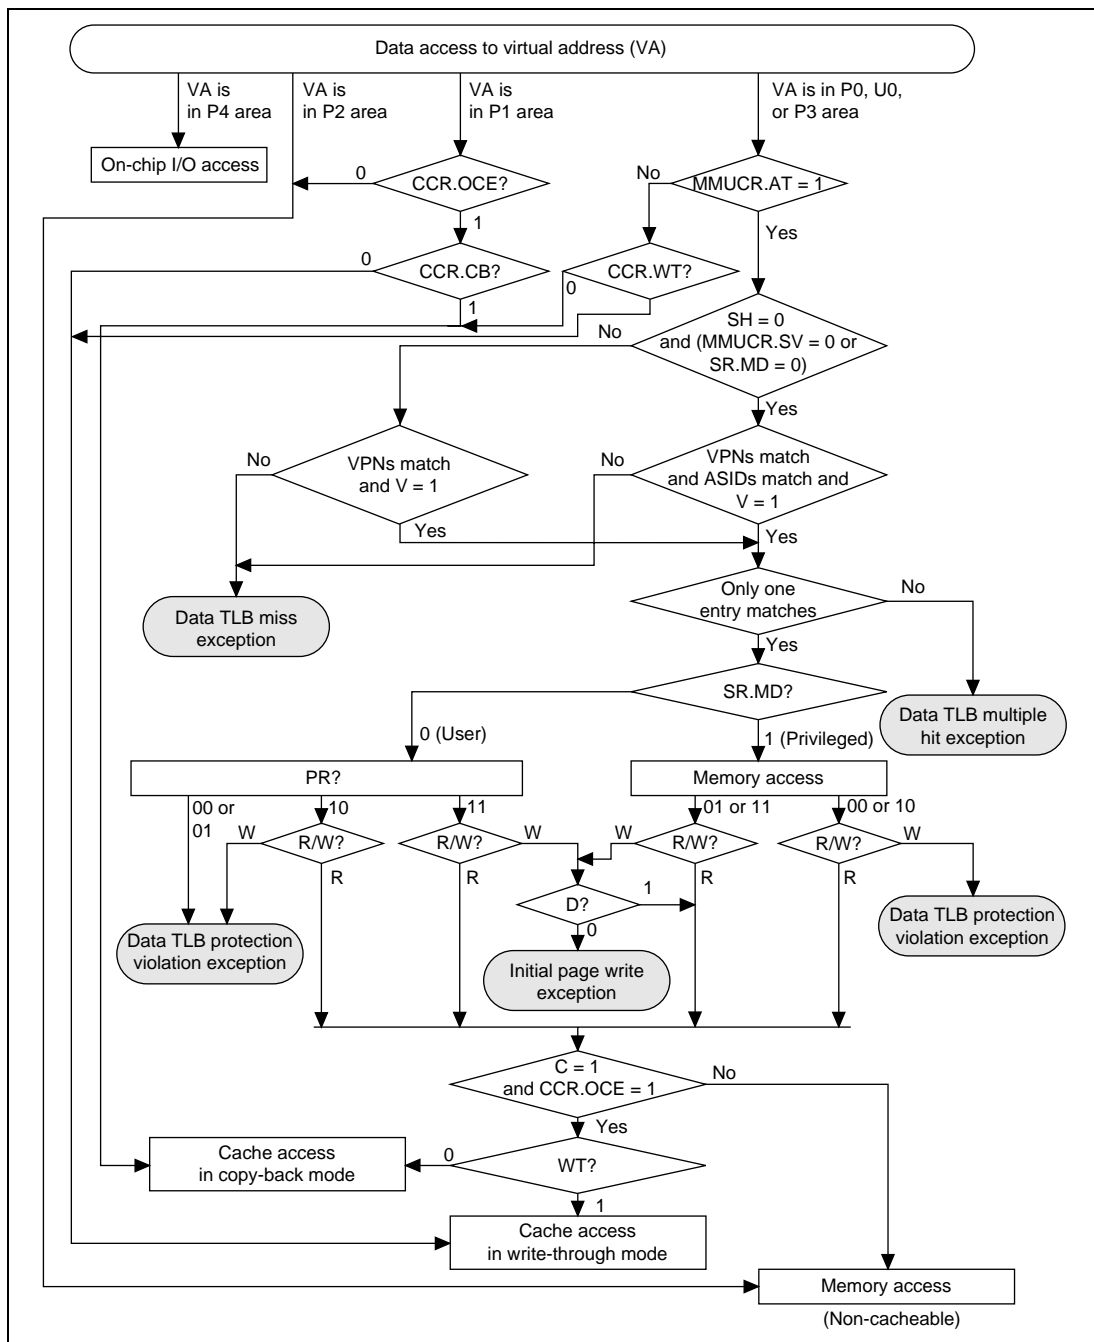 Data access to virtual address (VA)
VA is
in P4 area
VA is
in P2 area
VA is
in P1 area
VA is in P0, U0,
or P3 area
On-chip I/O access
0
CCR.OCE?
No
MMUCR.AT = 1
1
Yes
0
CCR.CB?
CCR.WT?
0
1
No
SH = 0
and (MMUCR.SV = 0 or
SR.MD = 0)
Yes
No
VPNs match
and V = 1
No
VPNs match
and ASIDs match and
V = 1
Yes
Yes
Only one
entry matches
No
Data TLB miss
exception
Yes
SR.MD?
0 (User)
1 (Privileged)
Data TLB multiple
hit exception
PR?
Memory access
00 or
01
10
11
01 or 11
00 or 10
W
R/W?
R/W?
W
W
R/W?
R/W?
W
R
R
R
R
D?
1
0
Data TLB protection
violation exception
Initial page write
exception
Data TLB protection
violation exception
C = 1
and CCR.OCE = 1
No
Yes
Cache access
in copy-back mode
0
WT?
1
Cache access
in write-through mode
Memory access
(Non-cacheable)